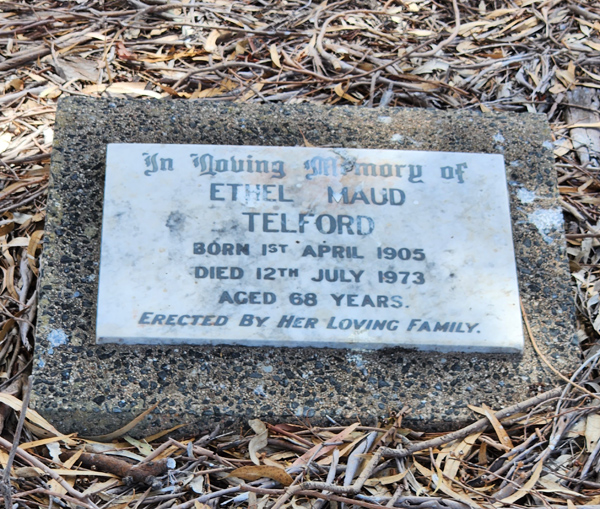 In Loving Memory of
ETHEL MAUD
TELFORD
BORN 1ST APRIL 1905
DIED 12TH JULY 1973
AGED 68 YEARS.
ERECTED BY HER LOVING FAMILY.